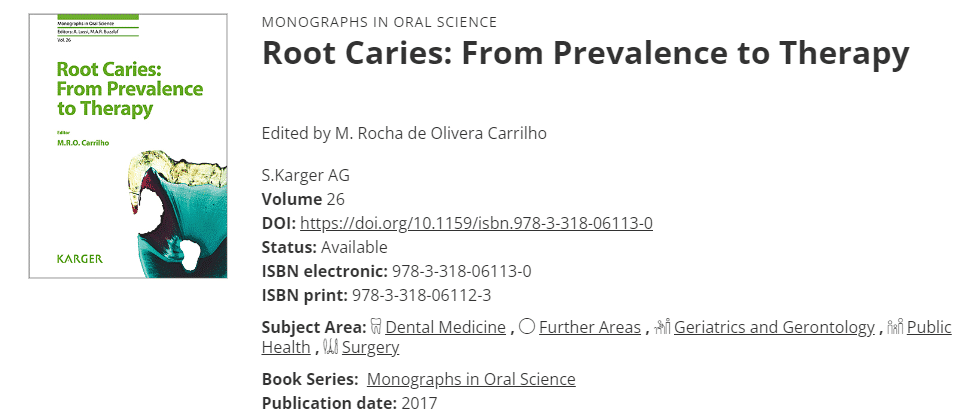 Monographs in Oral Science
Editors: A. Lussi, M.A.R. Buzalaf
Vol. 26
Root Caries:
From Prevalence
to Therapy
Editor
M.R.O. Carrilho
KARGER
MONOGRAPHS IN ORAL SCIENCE
Root Caries: From Prevalence to Therapy
Edited by M. Rocha de Olivera Carrilho
S.Karger AG
Volume 26
DOI: https://doi.org/10.1159/isbn.978-3-318-06113-0
Status: Available
ISBN electronic: 978-3-318-06113-0
ISBN print: 978-3-318-06112-3
Subject Area: Dental Medicine , Further Areas , Geriatrics and Gerontology , Public
Health , Surgery
Book Series: Monographs in Oral Science
Publication date: 2017